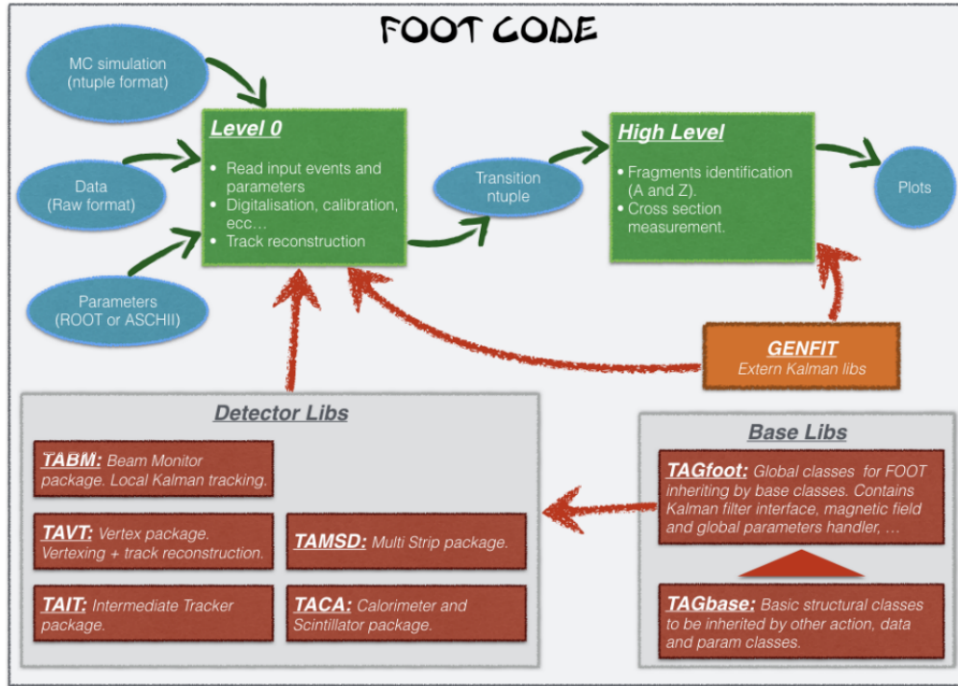 FOOT CODE
MC simulation
(ntuple format)
Data
(Raw format)
Parameters
(ROOT or ASCHII)
Level 0
• Read input events and
parameters
• Digitalisation, calibration,
ecc...
• Track reconstruction
Transition
ntuple
High Level
• Fragments identification
(A and Z).
• Cross section
measurement.
Plots
GENFIT
Extern Kalman libs
Detector Libs
TABM: Beam Monitor
package. Local Kalman tracking.
TAVT: Vertex package.
Vertexing + track reconstruction.
TAIT: Intermediate Tracker
package.
TAMSD: Multi Strip package.
TACA: Calorimeter and
Scintillator package.
Base Libs
TAGfoot: Global classes for FOOT
inheriting by base classes. Contains
Kalman filter interface, magnetic field
and global parameters handler, ...
TAGbase: Basic structural classes
to be inherited by other action, data
and param classes.